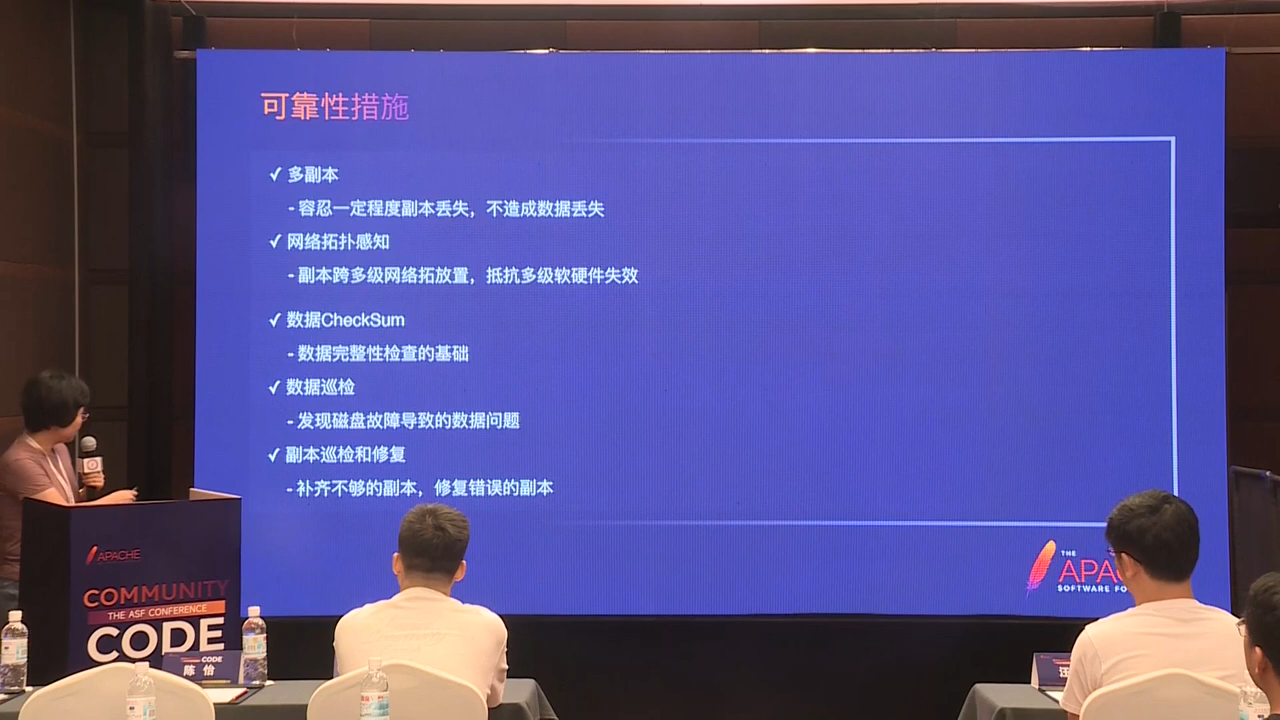 可靠性措施
✓ 多副本
- 容忍一定程度副本丢失，不造成数据丢失
✓ 网络拓扑感知
- 副本跨多级网络拓放置，抵抗多级软硬件失效
✓ 数据CheckSum
- 数据完整性检查的基础
✓ 数据巡检
- 发现磁盘故障导致的数据问题
✓ 副本巡检和修复
- 补齐不够的副本，修复错误的副本
THE
APAC
SOFTWARE FO
APACHE
COMMUNITY
THE ASF CONFERENCE
CODE
CODE
陈 怡